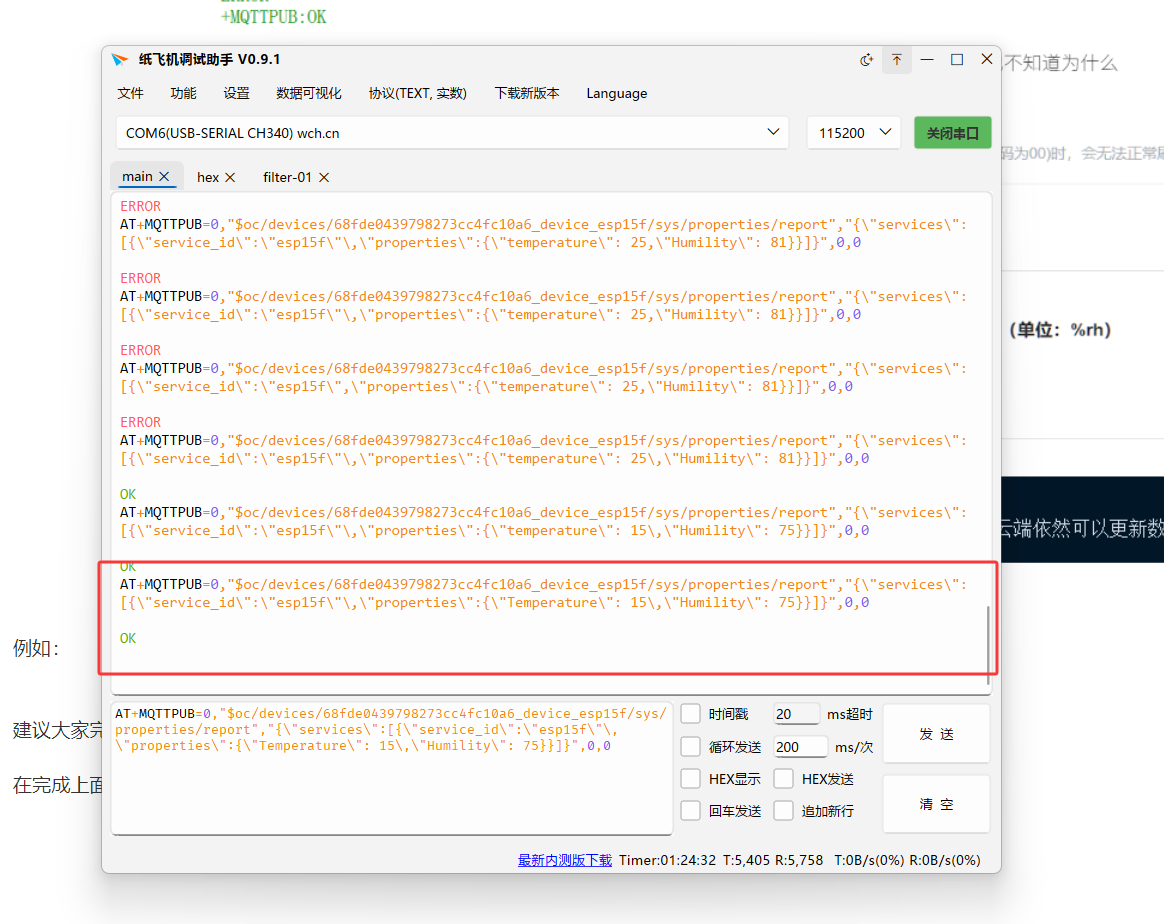 +MQTTPUB:OK
纸飞机调试助手 V0.9.1
不知道为什么
文件 功能 设置 数据可视化 协议(TEXT, 实数) 下载新版本 Language
COM6(USB-SERIAL CH340) wch.cn 115200 关闭串口
码为00)时，会无法正常刷
main hex filter-01
ERROR
AT+MQTTPUB=0,"$oc/devices/68fde0439798273cc4fc10a6_device_esp15f/sys/properties/report","{\"services\":
[{\"service_id\":\"esp15f\"\,\"properties\":{\"temperature\": 25,\"Humility\": 81}}]}",0,0
ERROR
AT+MQTTPUB=0,"$oc/devices/68fde0439798273cc4fc10a6_device_esp15f/sys/properties/report","{\"services\":
[{\"service_id\":\"esp15f\"\,\"properties\":{\"temperature\": 25,\"Humility\": 81}}]}",0,0
（单位：%rh）
ERROR
AT+MQTTPUB=0,"$oc/devices/68fde0439798273cc4fc10a6_device_esp15f/sys/properties/report","{\"services\":
[{\"service_id\":\"esp15f\",\"properties\":{\"temperature\": 25,\"Humility\": 81}}]}",0,0
ERROR
AT+MQTTPUB=0,"$oc/devices/68fde0439798273cc4fc10a6_device_esp15f/sys/properties/report","{\"services\":
[{\"service_id\":\"esp15f\"\,\"properties\":{\"temperature\": 25\,\"Humility\": 81}}]}",0,0
OK
AT+MQTTPUB=0,"$oc/devices/68fde0439798273cc4fc10a6_device_esp15f/sys/properties/report","{\"services\":
[{\"service_id\":\"esp15f\"\,\"properties\":{\"temperature\": 15\,\"Humility\": 75}}]}",0,0
云端依然可以更新数
OK
AT+MQTTPUB=0,"$oc/devices/68fde0439798273cc4fc10a6_device_esp15f/sys/properties/report","{\"services\":
[{\"service_id\":\"esp15f\"\,\"properties\":{\"Temperature\": 15\,\"Humility\": 75}}]}",0,0
OK
例如：
AT+MQTTPUB=0,"$oc/devices/68fde0439798273cc4fc10a6_device_esp15f/sys/
properties/report","{\"services\":[{\"service_id\":\"esp15f\"\,
\"properties\":{\"Temperature\": 15\,\"Humility\": 75}}]}",0,0
时间戳 20 ms超时
循环发送 200 ms/次
发 送
HEX显示 HEX发送
回车发送 追加新行
清 空
建议大家完
在完成上面
最新内测版下载 Timer:01:24:32 T:5,405 R:5,758 T:0B/s(0%) R:0B/s(0%)